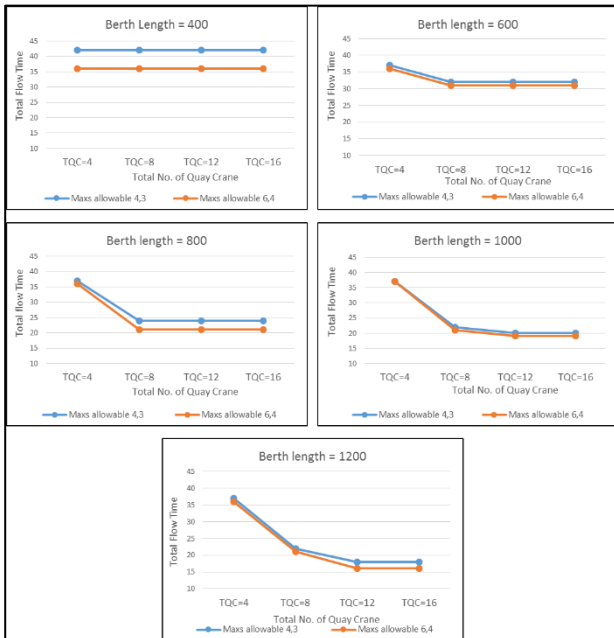 Berth Length = 400
Total Flow Time
45
40
35
30
25
20
15
10
TQC=4 TQC=8 TQC=12 TQC=16
Total No. of Quay Crane
Maxs allowable 4,3 Maxs allowable 6,4
Berth length = 600
Total Flow Time
45
40
35
30
25
20
15
10
TQC=4 TQC=8 TQC=12 TQC=16
Total No. of Quay Crane
Maxs allowable 4,3 Maxs allowable 6,4
Berth length = 800
Total flow Time
45
40
35
30
25
20
15
10
TQC=4 TQC=8 TQC=12 TQC=16
Total No. of Quay Crane
Maxs allowable 4,3 Maxs allowable 6,4
Berth length = 1000
Total Flow Time
45
40
35
30
25
20
15
10
TQC=4 TQC=8 TQC=12 TQC=16
Total No. of Quay Crane
Maxs allowable 4,3 Maxs allowable 6,4
Berth length = 1200
Total Flow Time
45
40
35
30
25
20
15
10
TQC=4 TQC=8 TQC=12 TQC=16
Total No. of Quay Crane
Maxs allowable 4,3 Maxs allowable 6,4